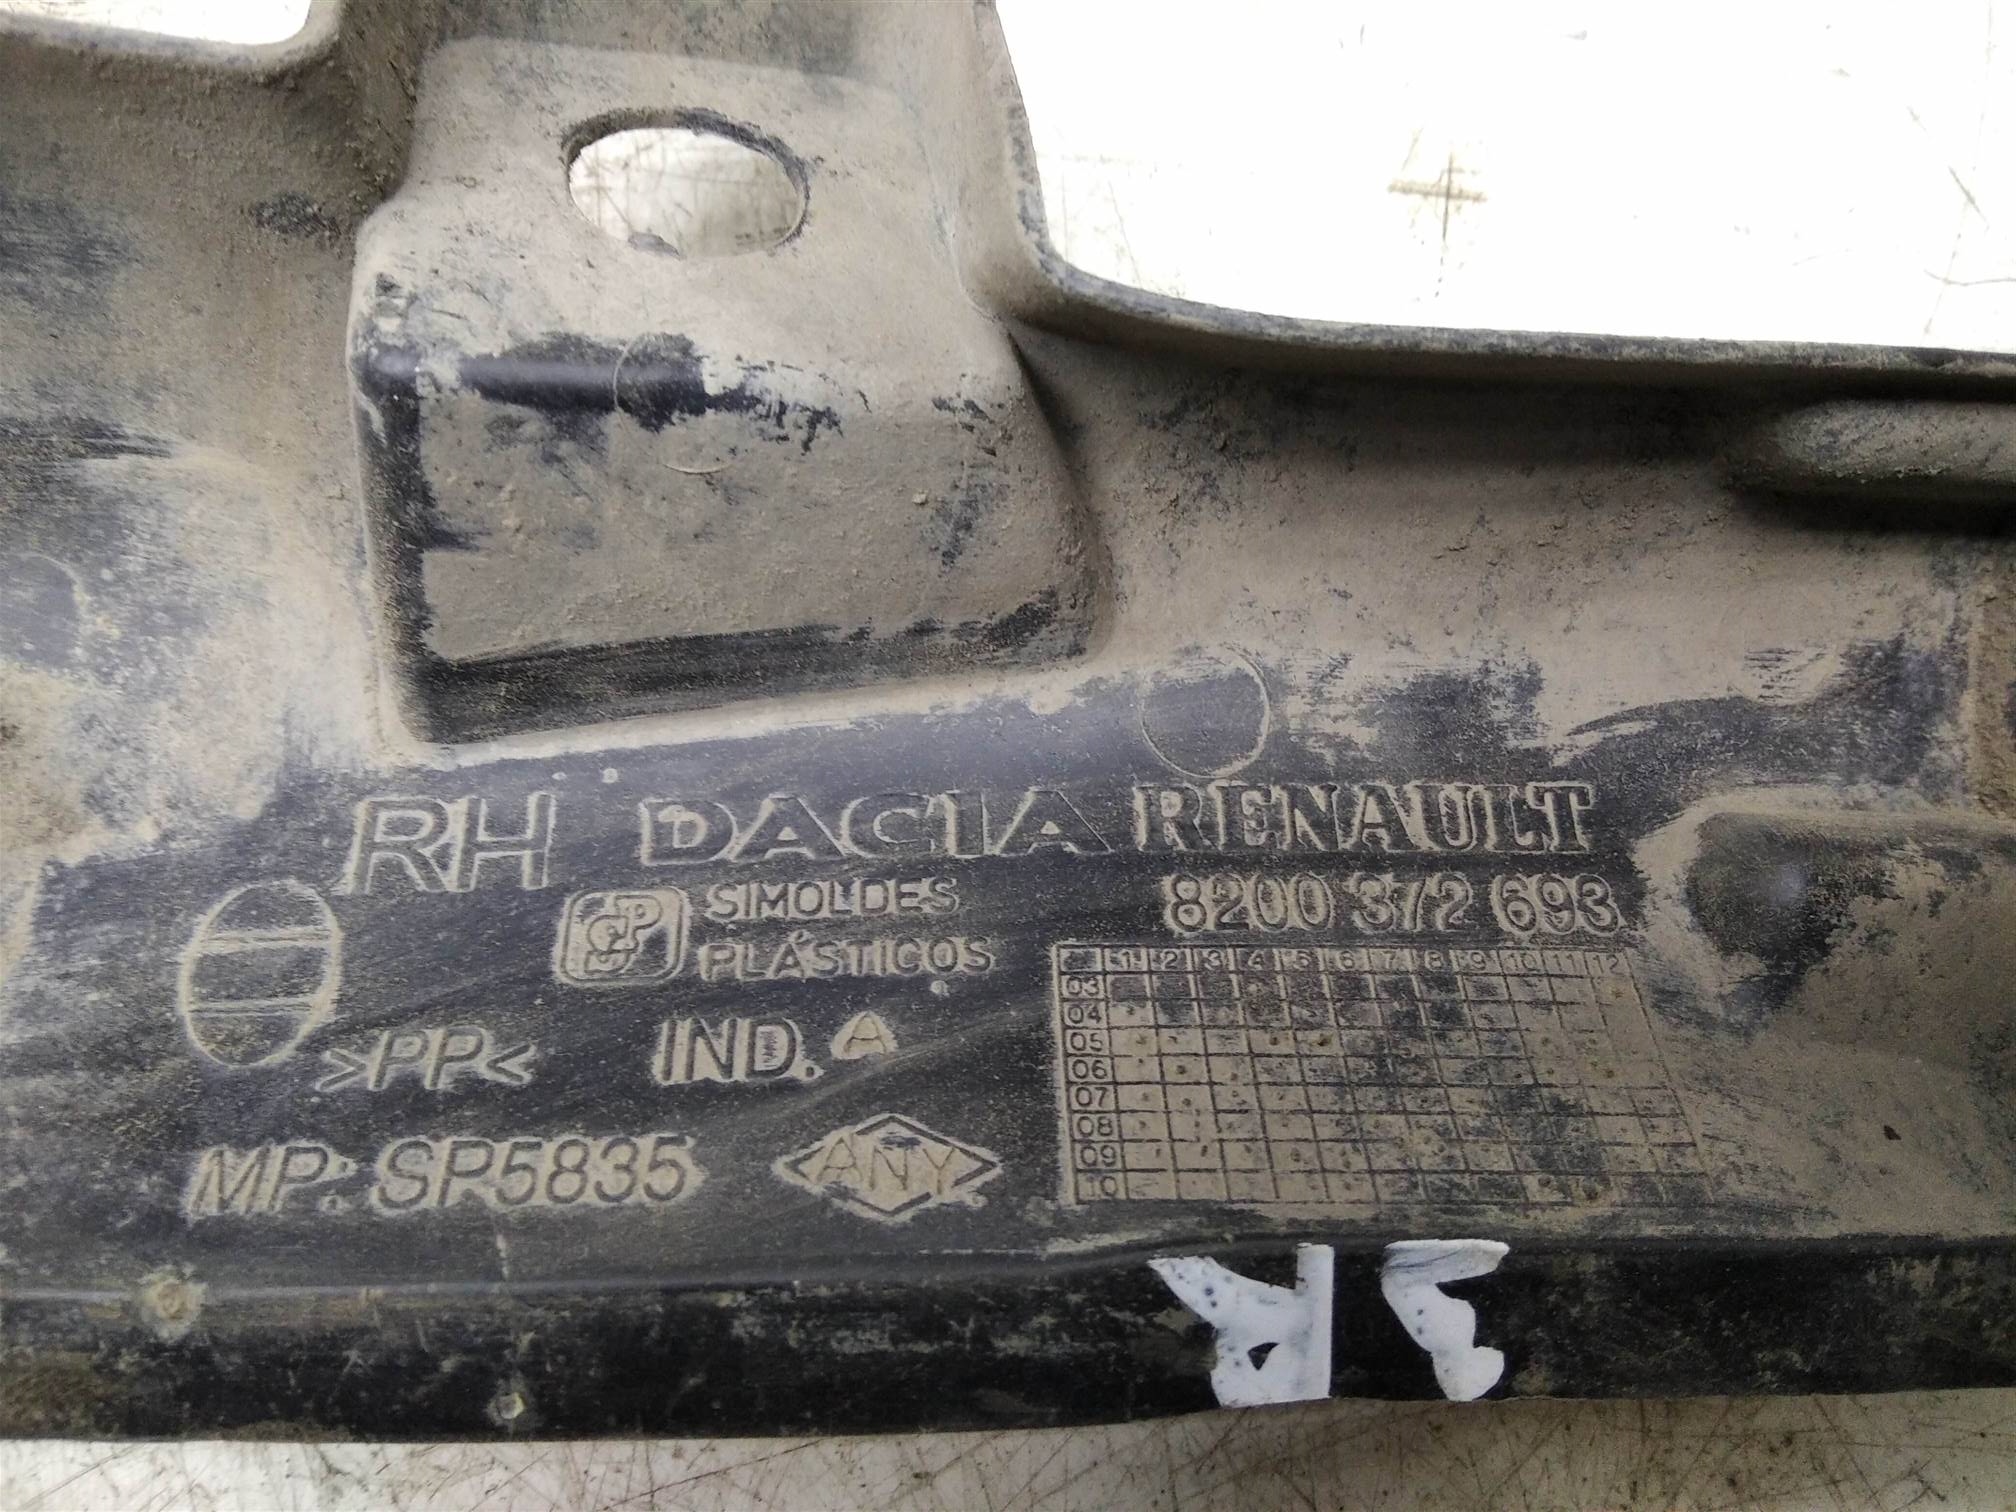 RH DACIA RENAULT
SIMOLDES
PLÁSTICOS
8200 372 693
1 2 3 4 5 6 7 8 9 10 11 12
03
04
05
06
07
08
09
10
>PP< IND. A
MP: SP5835
ANY